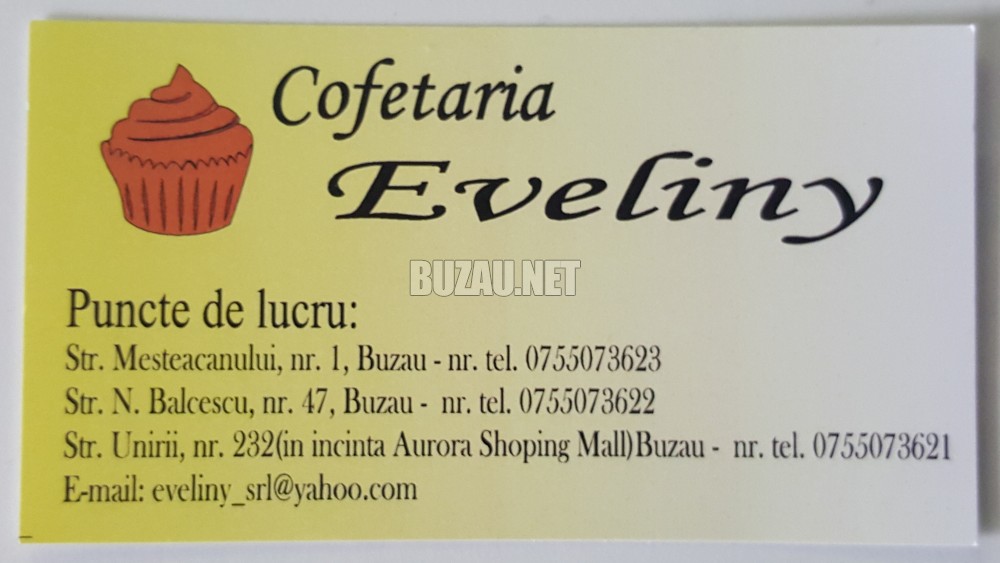 Cofetaria
Eveliny
BUZAU.NET
Puncte de lucru:
Str. Mesteacanului, nr. 1, Buzau - nr. tel. 0755073623
Str. N. Balcescu, nr. 47, Buzau - nr. tel. 0755073622
Str. Unirii, nr. 232(in incinta Aurora Shoping Mall)Buzau - nr. tel. 0755073621
E-mail: eveliny_srl@yahoo.com